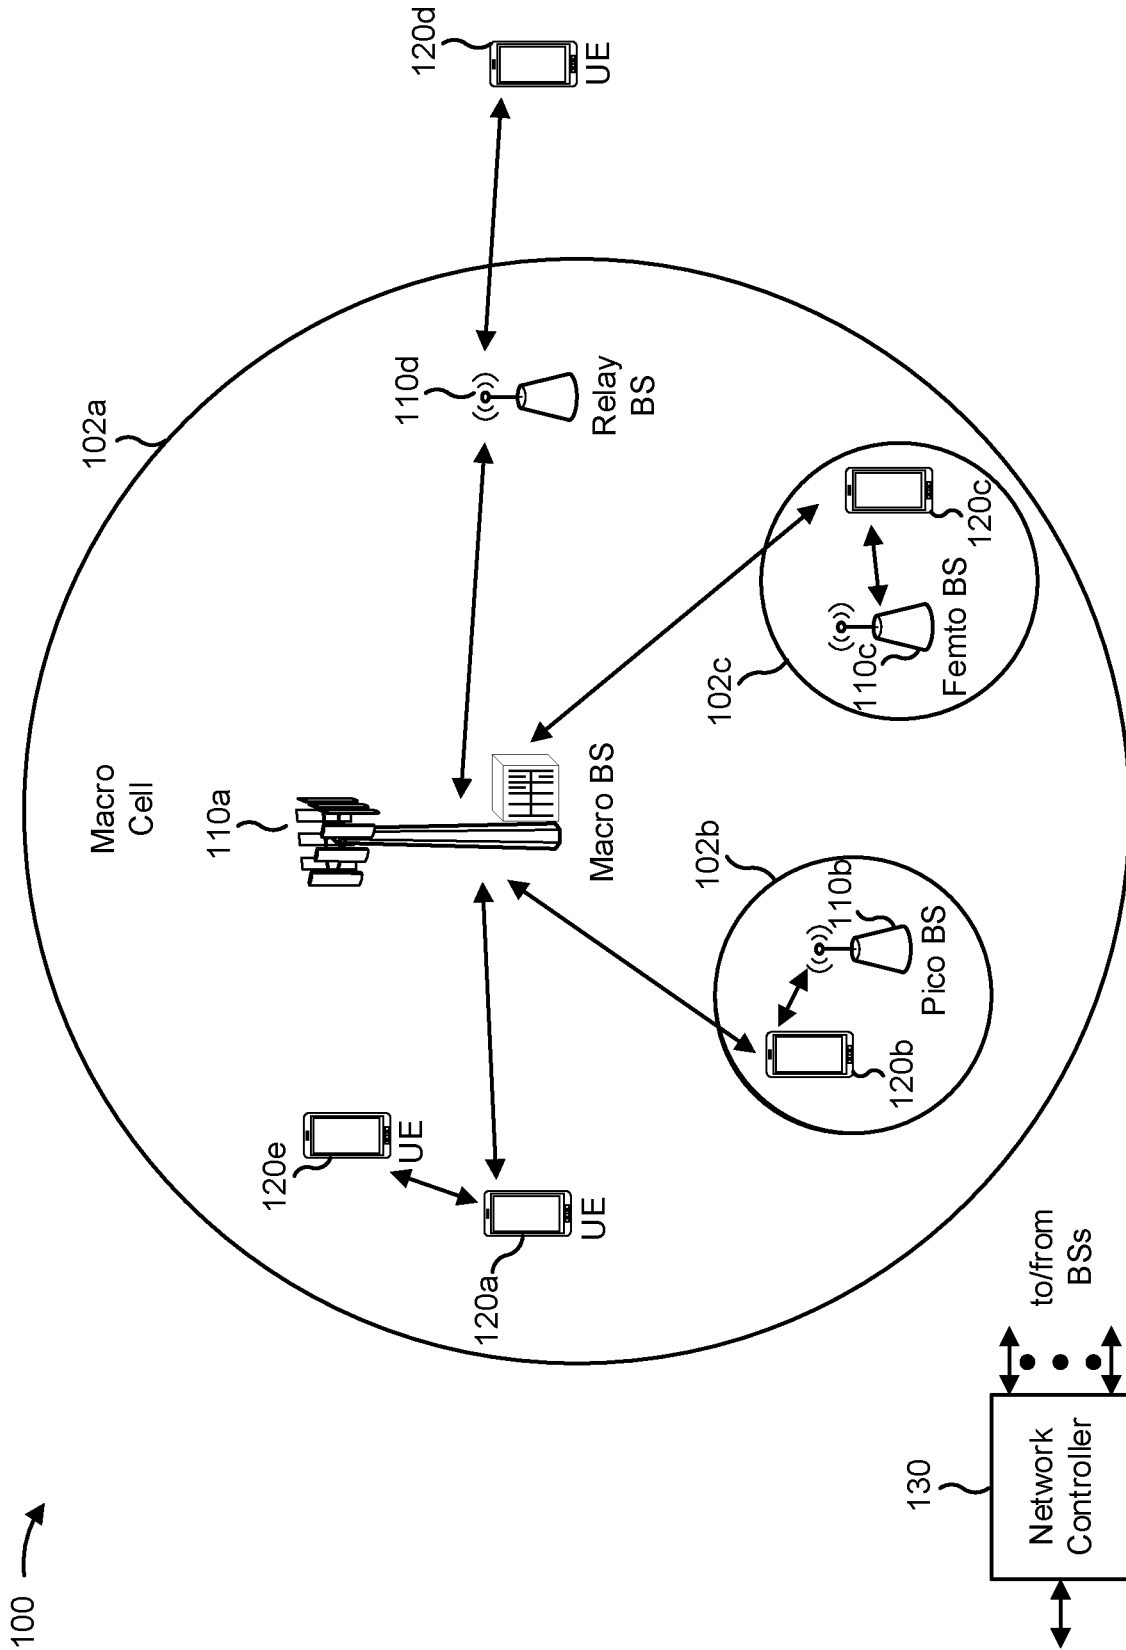 100
102a
Macro
Cell
110a
120d
UE
110d
Relay
BS
120e
UE
120a
UE
Macro BS
102b
110b
Pico BS
120b
102c
110c
Femto BS
120c
130
Network
Controller
to/from
BSs